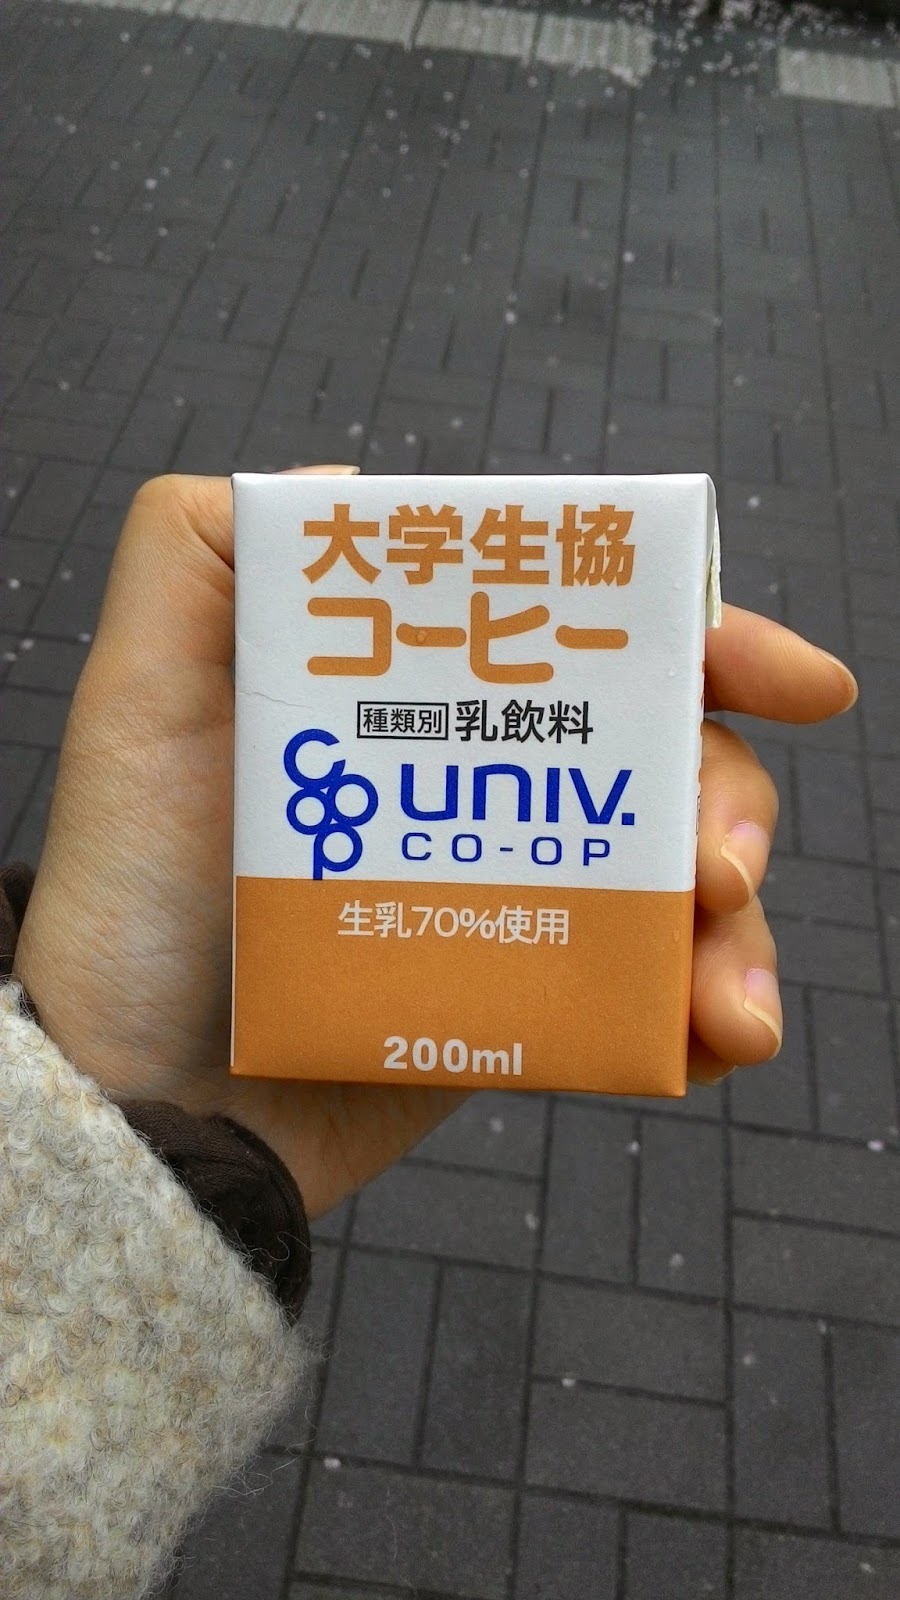 大学生協
コーヒー
種類別 乳飲料
coop univ.
CO-OP
生乳70%使用
200ml